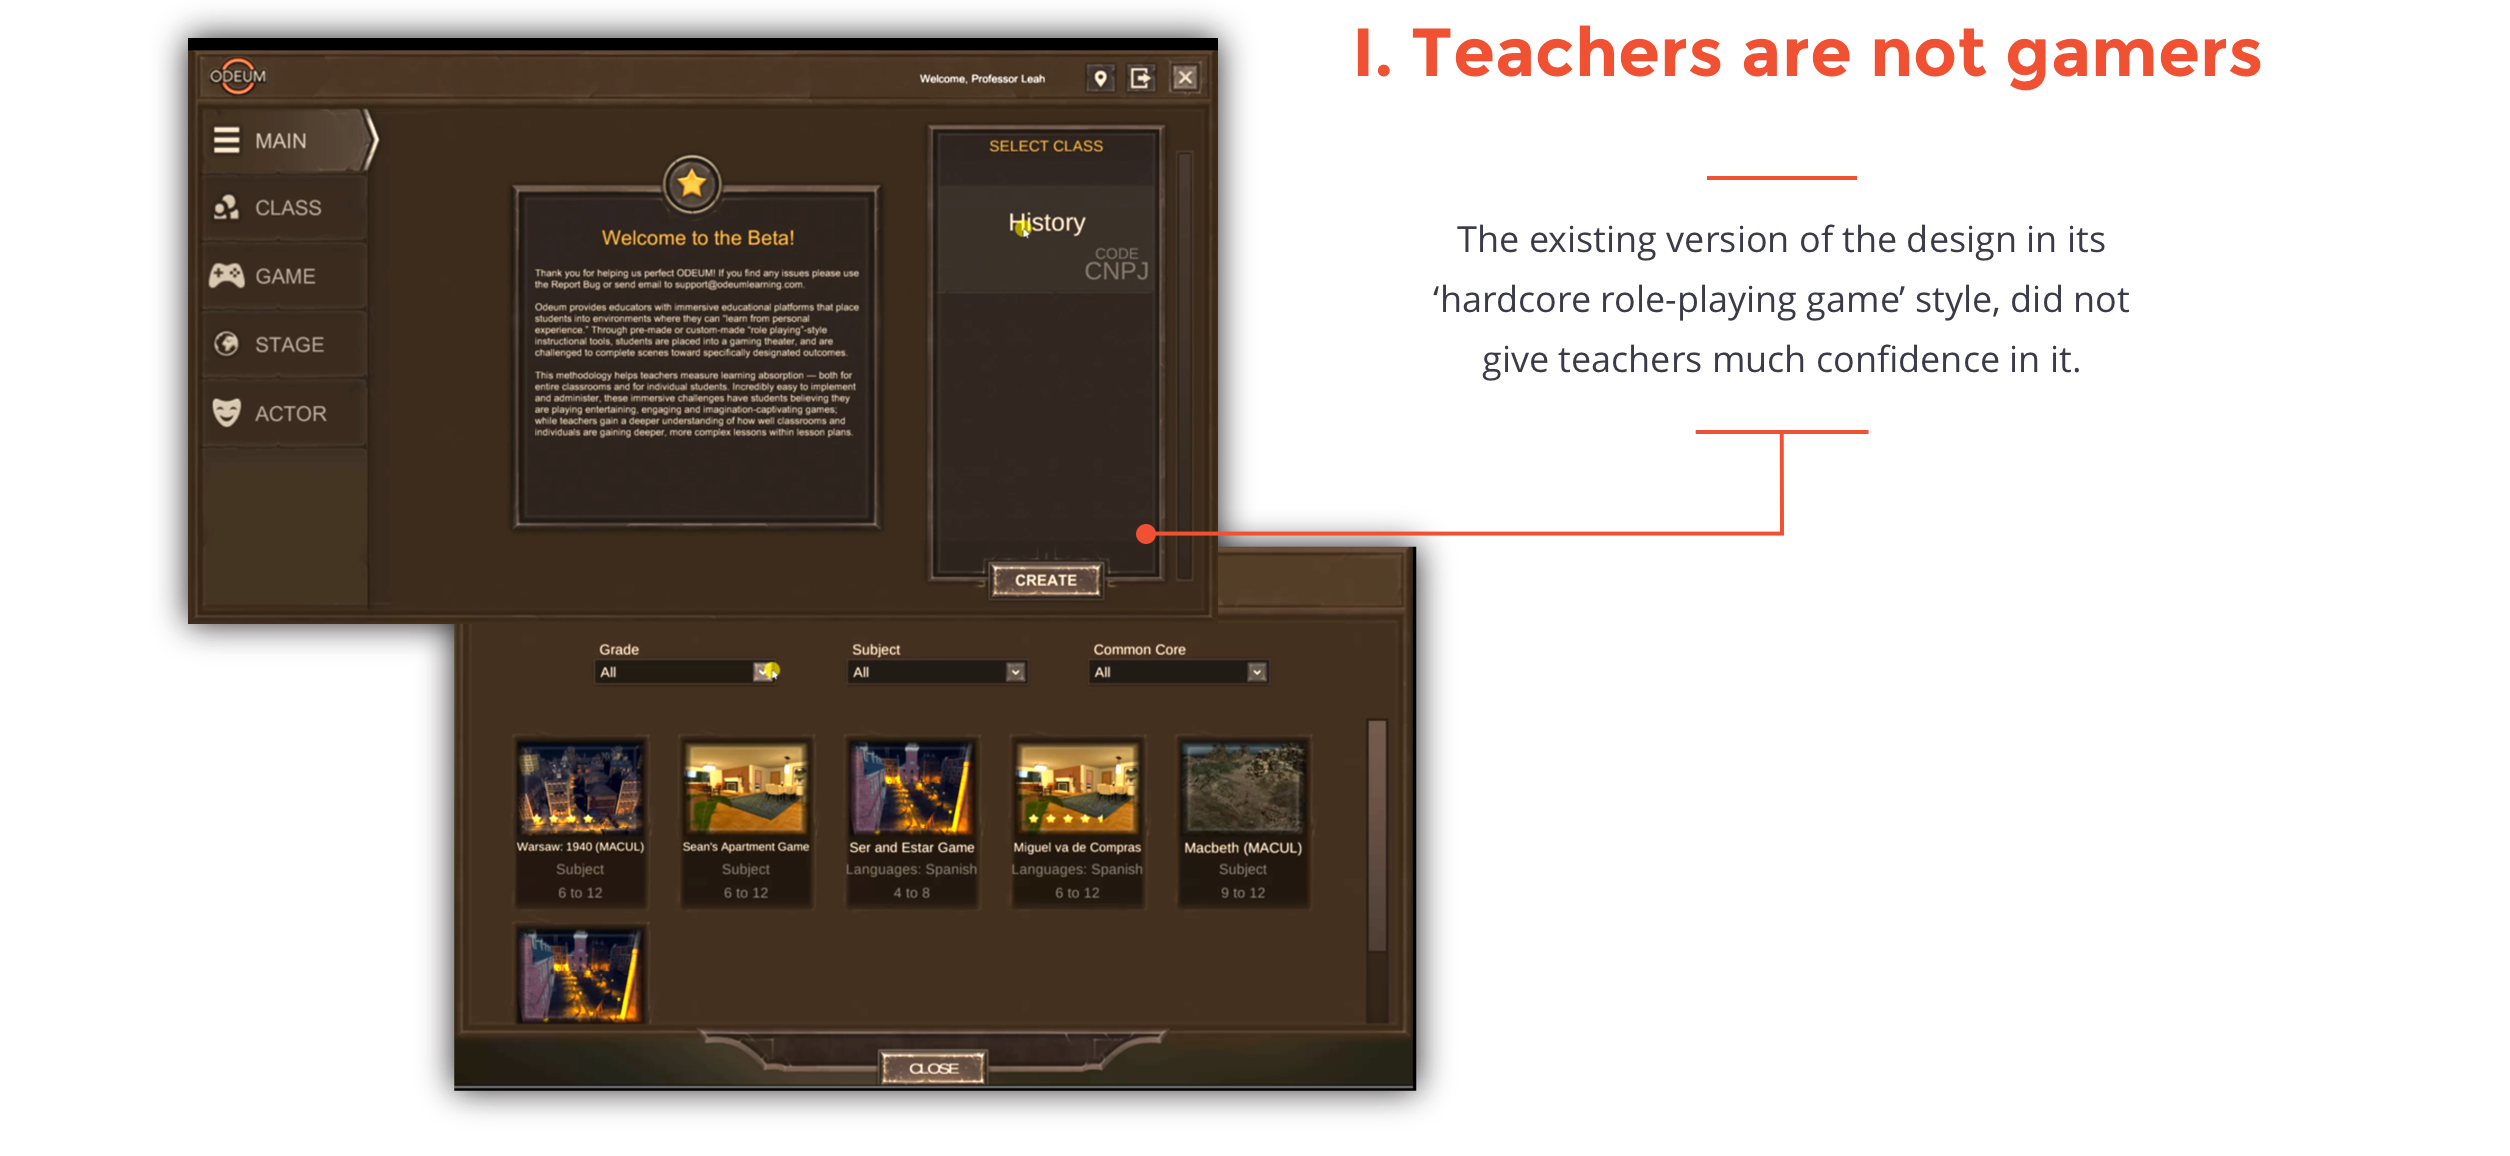 I. Teachers are not gamers
The existing version of the design in its
‘hardcore role-playing game’ style, did not
give teachers much confidence in it.
ODEUM
Welcome, Professor Leah
MAIN
CLASS
GAME
STAGE
ACTOR
Welcome to the Beta!
Thank you for helping us perfect ODEUM! If you find any issues please use
the Report Bug or send email to support@odeumlearning.com.
Odeum provides educators with immersive educational platforms that place
students into environments where they can "learn from personal
experience." Through pre-made or custom-made "role playing"-style
instructional tools, students are placed into a gaming theater, and are
challenged to complete scenes toward specifically designated outcomes.
This methodology helps teachers measure learning absorption — both for
entire classrooms and for individual students. Incredibly easy to implement
and administer, these immersive challenges have students believing they
are playing entertaining, engaging and imagination-captivating games;
while teachers gain a deeper understanding of how well classrooms and
individuals are gaining deeper, more complex lessons within lesson plans.
SELECT CLASS
History
CODE
CNPJ
CREATE
Grade
All
Subject
All
Common Core
All
Warsaw: 1940 (MACUL)
Subject
6 to 12
Sean's Apartment Game
Subject
6 to 12
Ser and Estar Game
Languages: Spanish
4 to 8
Miguel va de Compras
Languages: Spanish
6 to 12
Macbeth (MACUL)
Subject
9 to 12
CLOSE